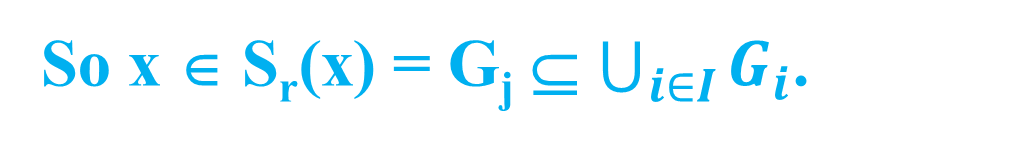 So x ∈ Sᵣ(x) = Gⱼ ⊆ ⋃ᵢ∈I Gᵢ.